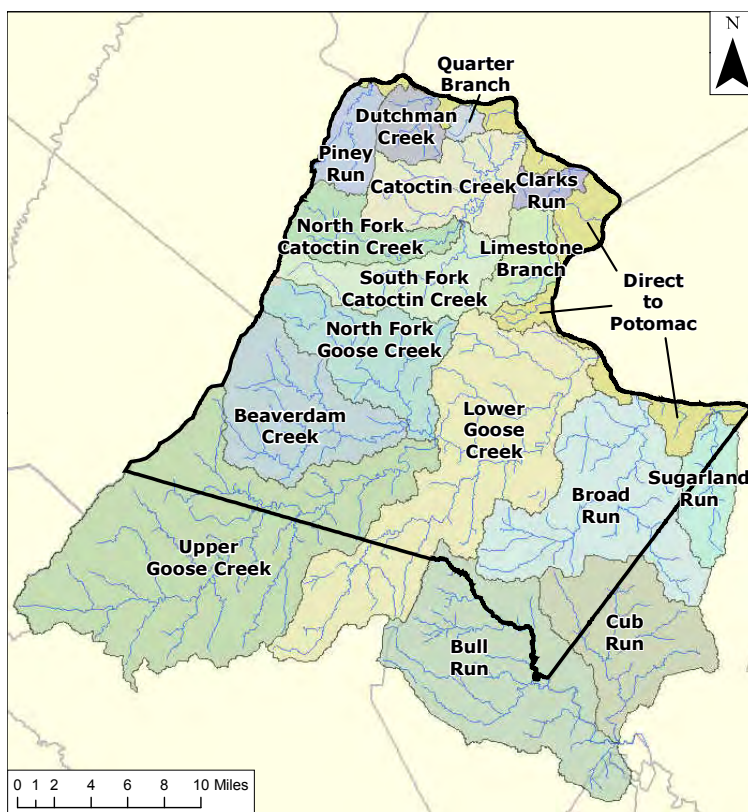 N
Quarter
Branch
Dutchman
Creek
Piney
Run
Catoctin Creek
Clarks
Run
North Fork
Catoctin Creek
Limestone
Branch
South Fork
Catoctin Creek
Direct
to
Potomac
North Fork
Goose Creek
Beaverdam
Creek
Lower
Goose
Creek
Sugarland
Run
Broad
Run
Upper
Goose Creek
Cub
Run
Bull
Run
0 1 2 4 6 8 10 Miles